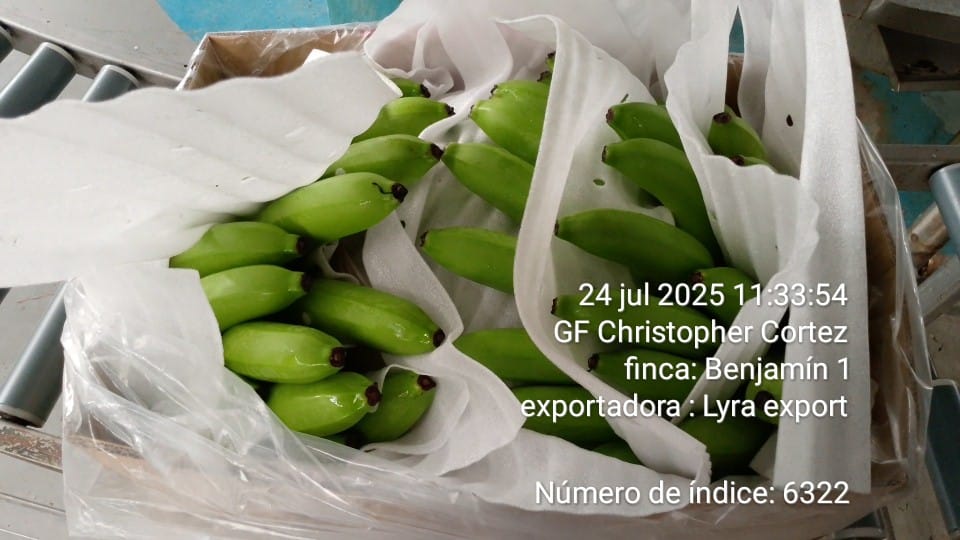 24 jul 2025 11:33:54
GF Christopher Cortez
finca: Benjamín 1
exportadora : Lyra export
Número de índice: 6322